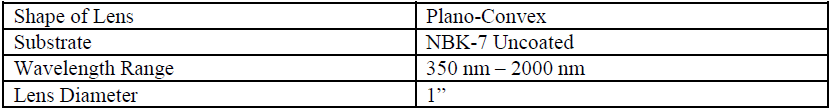 Shape of Lens Plano-Convex
Substrate NBK-7 Uncoated
Wavelength Range 350 nm – 2000 nm
Lens Diameter 1”